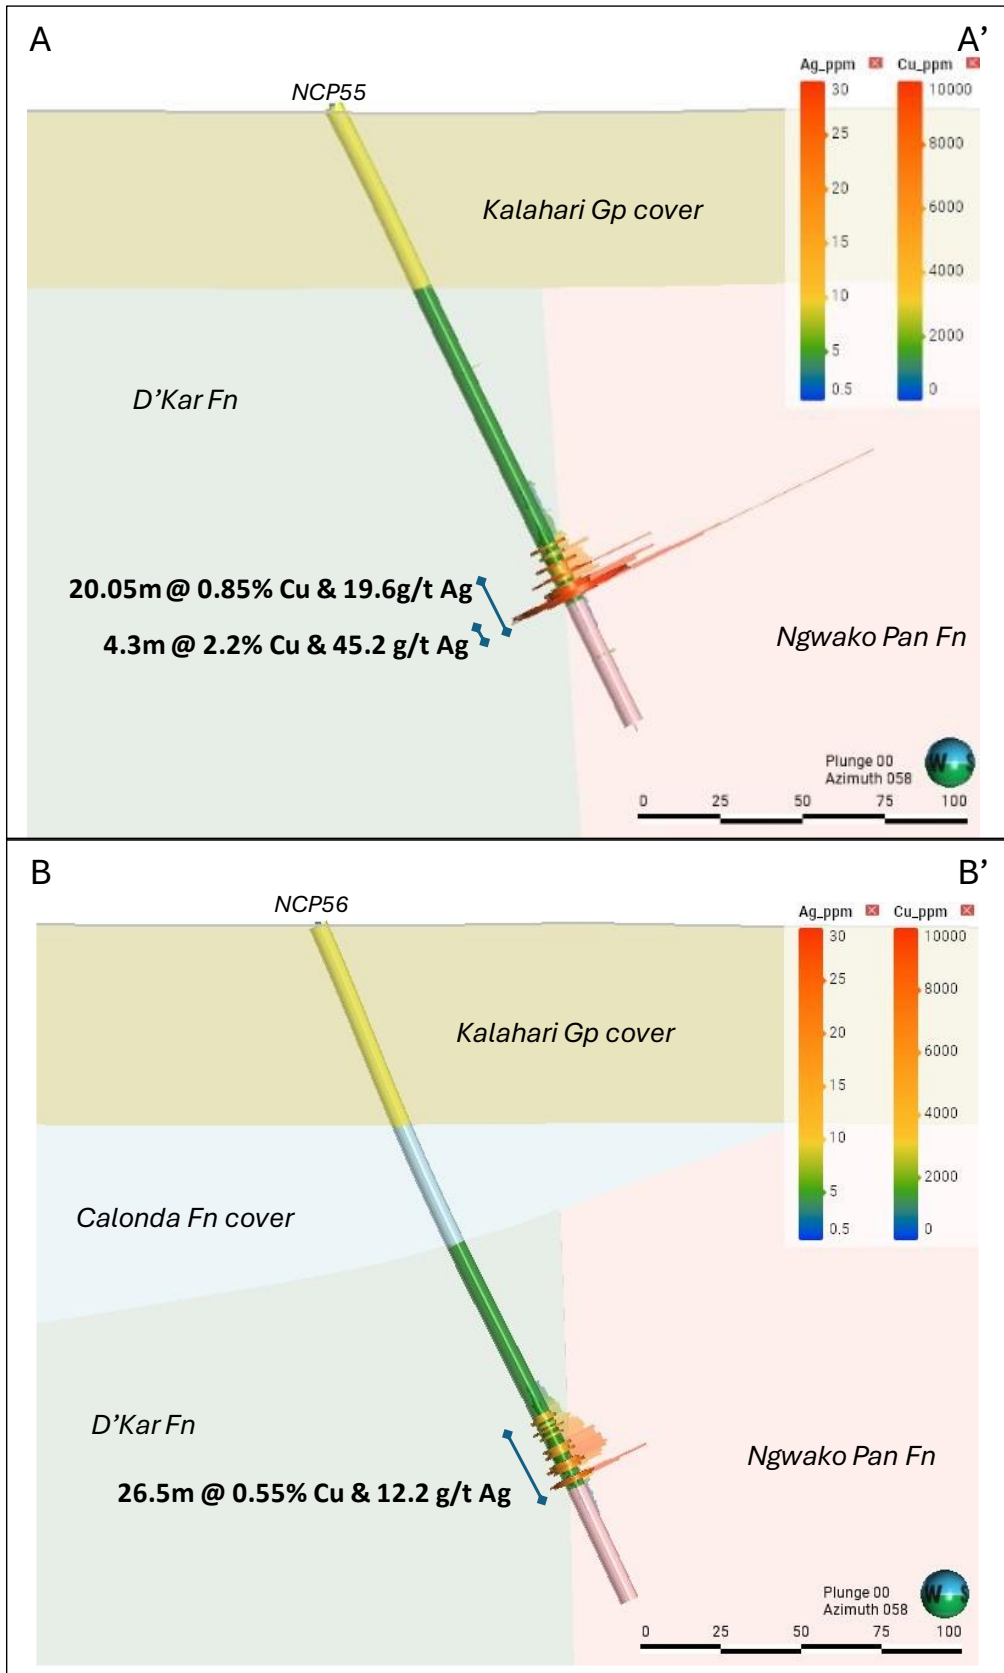 A
A’
NCP55
Ag_ppm
Cu_ppm
30
25
20
15
10
5
0.5
10000
8000
6000
4000
2000
0
Kalahari Gp cover
D’Kar Fn
20.05m @ 0.85% Cu & 19.6g/t Ag
4.3m @ 2.2% Cu & 45.2 g/t Ag
Ngwako Pan Fn
Plunge 00
Azimuth 058
W S
0 25 50 75 100
B
B’
NCP56
Ag_ppm
Cu_ppm
30
25
20
15
10
5
0.5
10000
8000
6000
4000
2000
0
Kalahari Gp cover
Calonda Fn cover
D’Kar Fn
Ngwako Pan Fn
26.5m @ 0.55% Cu & 12.2 g/t Ag
Plunge 00
Azimuth 058
W S
0 25 50 75 100